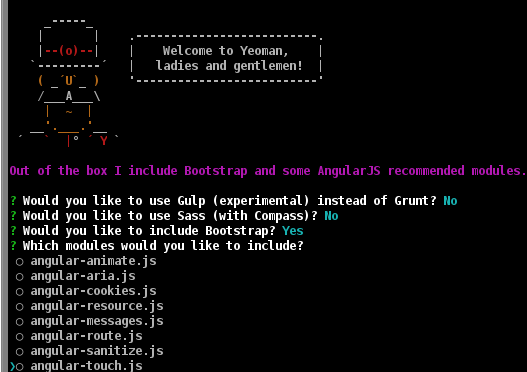 _-----_
    |       |
    |--(o)--|    .--------------------------.
   `---------´   |    Welcome to Yeoman,    |
    ( _´U`_ )    |   ladies and gentlemen!  |
    /___A___\    '--------------------------'
     |  ~  |
   __'.___.'__
 ´   `  |° ´ Y `
Out of the box I include Bootstrap and some AngularJS recommended modules.
? Would you like to use Gulp (experimental) instead of Grunt? No
? Would you like to use Sass (with Compass)? No
? Would you like to include Bootstrap? Yes
? Which modules would you like to include?
○ angular-animate.js
○ angular-aria.js
○ angular-cookies.js
○ angular-resource.js
○ angular-messages.js
○ angular-route.js
○ angular-sanitize.js
❯○ angular-touch.js